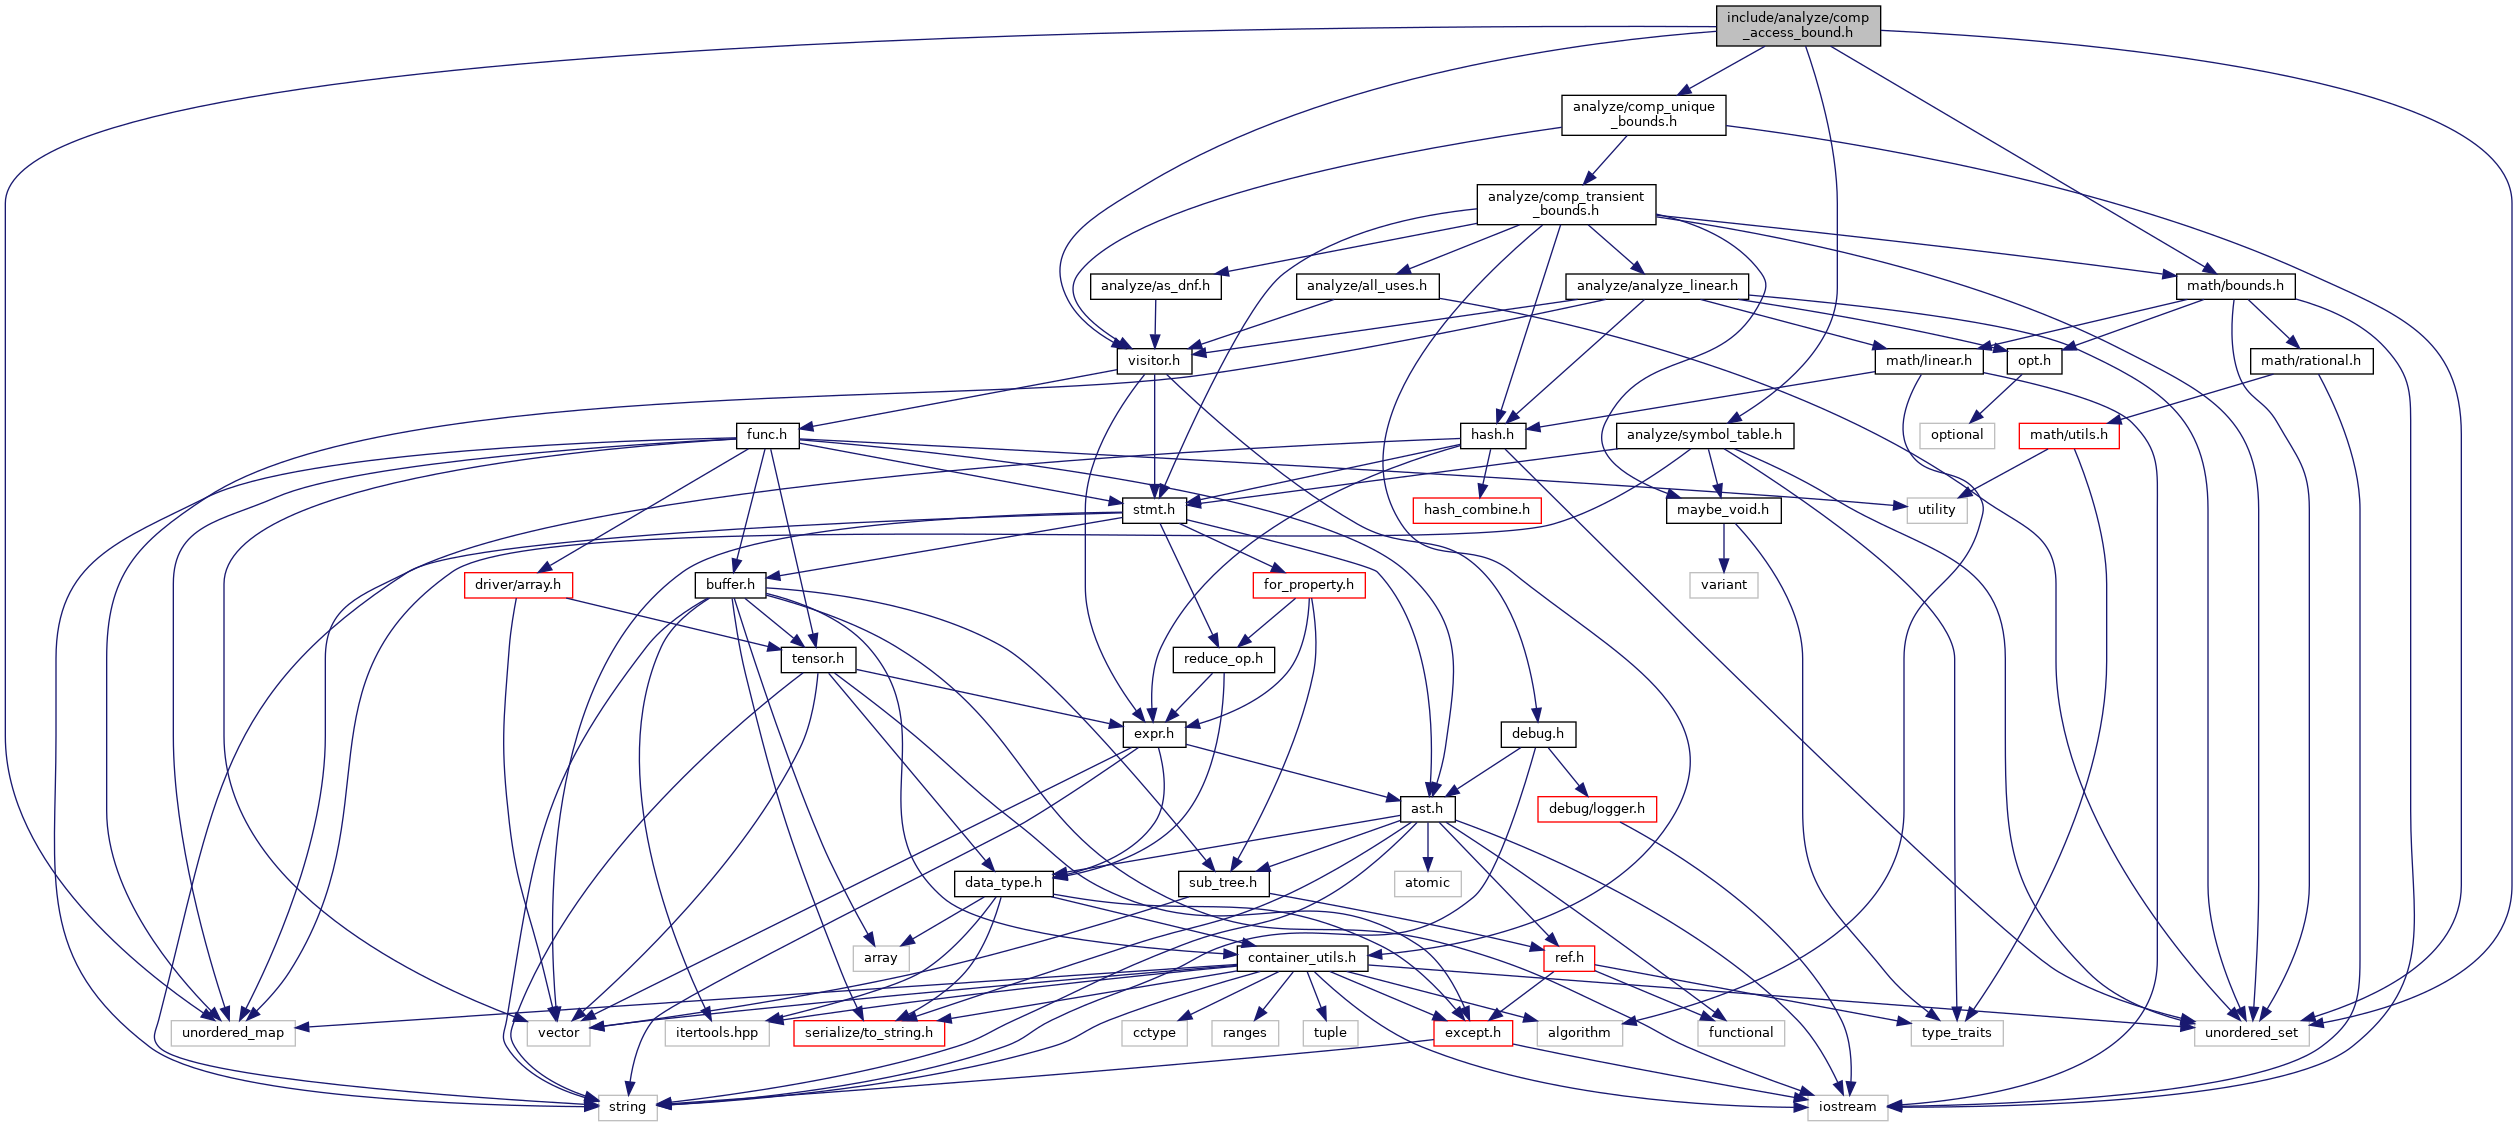 include/analyze/comp
_access_bound.h
analyze/comp_unique
_bounds.h
analyze/comp_transient
_bounds.h
analyze/as_dnf.h
analyze/all_uses.h
analyze/analyze_linear.h
math/bounds.h
visitor.h
math/linear.h
opt.h
math/rational.h
func.h
hash.h
analyze/symbol_table.h
optional
math/utils.h
stmt.h
hash_combine.h
maybe_void.h
utility
driver/array.h
buffer.h
for_property.h
variant
tensor.h
reduce_op.h
expr.h
debug.h
ast.h
debug/logger.h
data_type.h
sub_tree.h
atomic
array
container_utils.h
ref.h
unordered_map
vector
itertools.hpp
serialize/to_string.h
cctype
ranges
tuple
except.h
algorithm
functional
type_traits
unordered_set
string
iostream